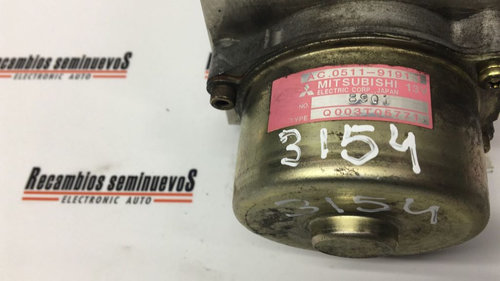 Recambios seminuevoS
ELECTRONIC AUTO
Recambios seminuevoS
ELECTRONIC AUTO
AC.0511-9191
MITSUBISHI 13
ELECTRIC CORP. JAPAN
NO. 8901
TYPE Q003T06771
3154
3154